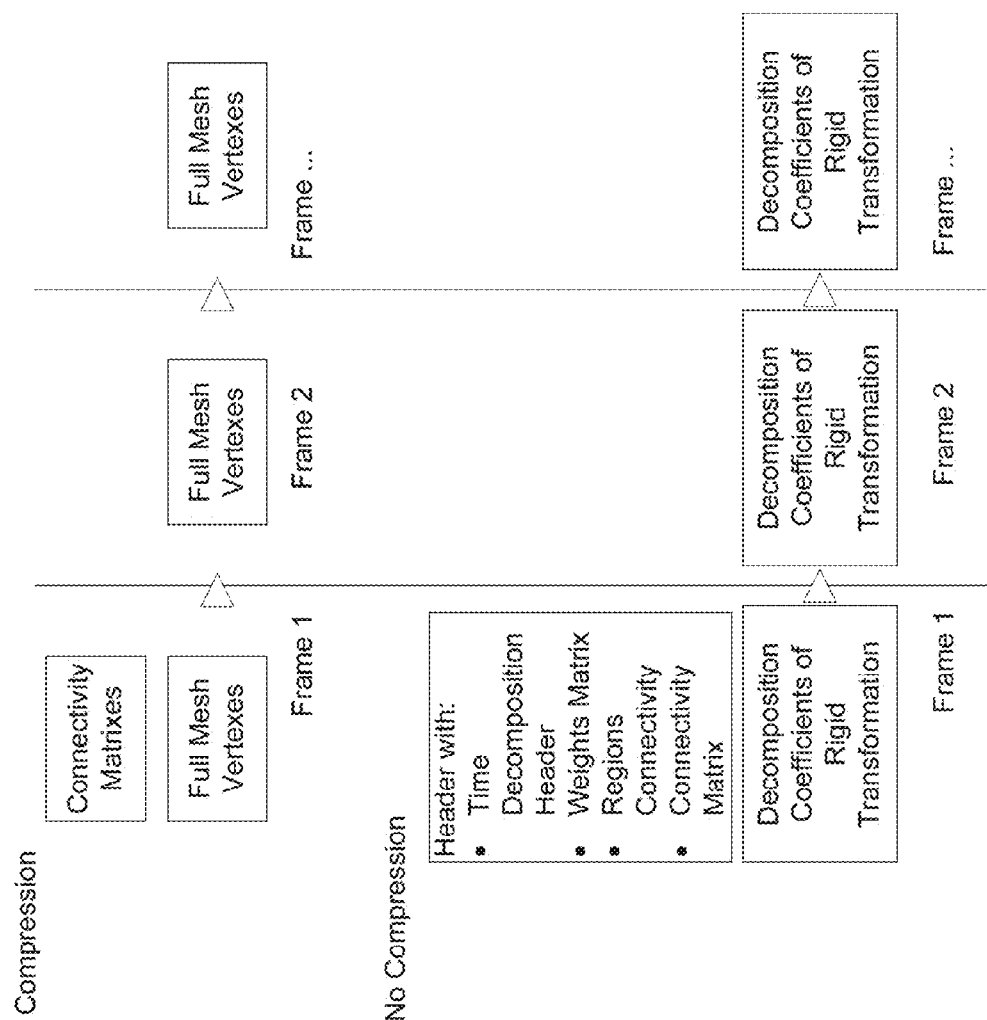 Compression
Connectivity
Matrixes
Full Mesh
Vertexes
Frame 1
Full Mesh
Vertexes
Frame 2
Full Mesh
Vertexes
Frame ...
No Compression
Header with:
• Time
Decomposition
Header
• Weights Matrix
• Regions
Connectivity
• Connectivity
Matrix
Decomposition
Coefficients of
Rigid
Transformation
Frame 1
Decomposition
Coefficients of
Rigid
Transformation
Frame 2
Decomposition
Coefficients of
Rigid
Transformation
Frame ...